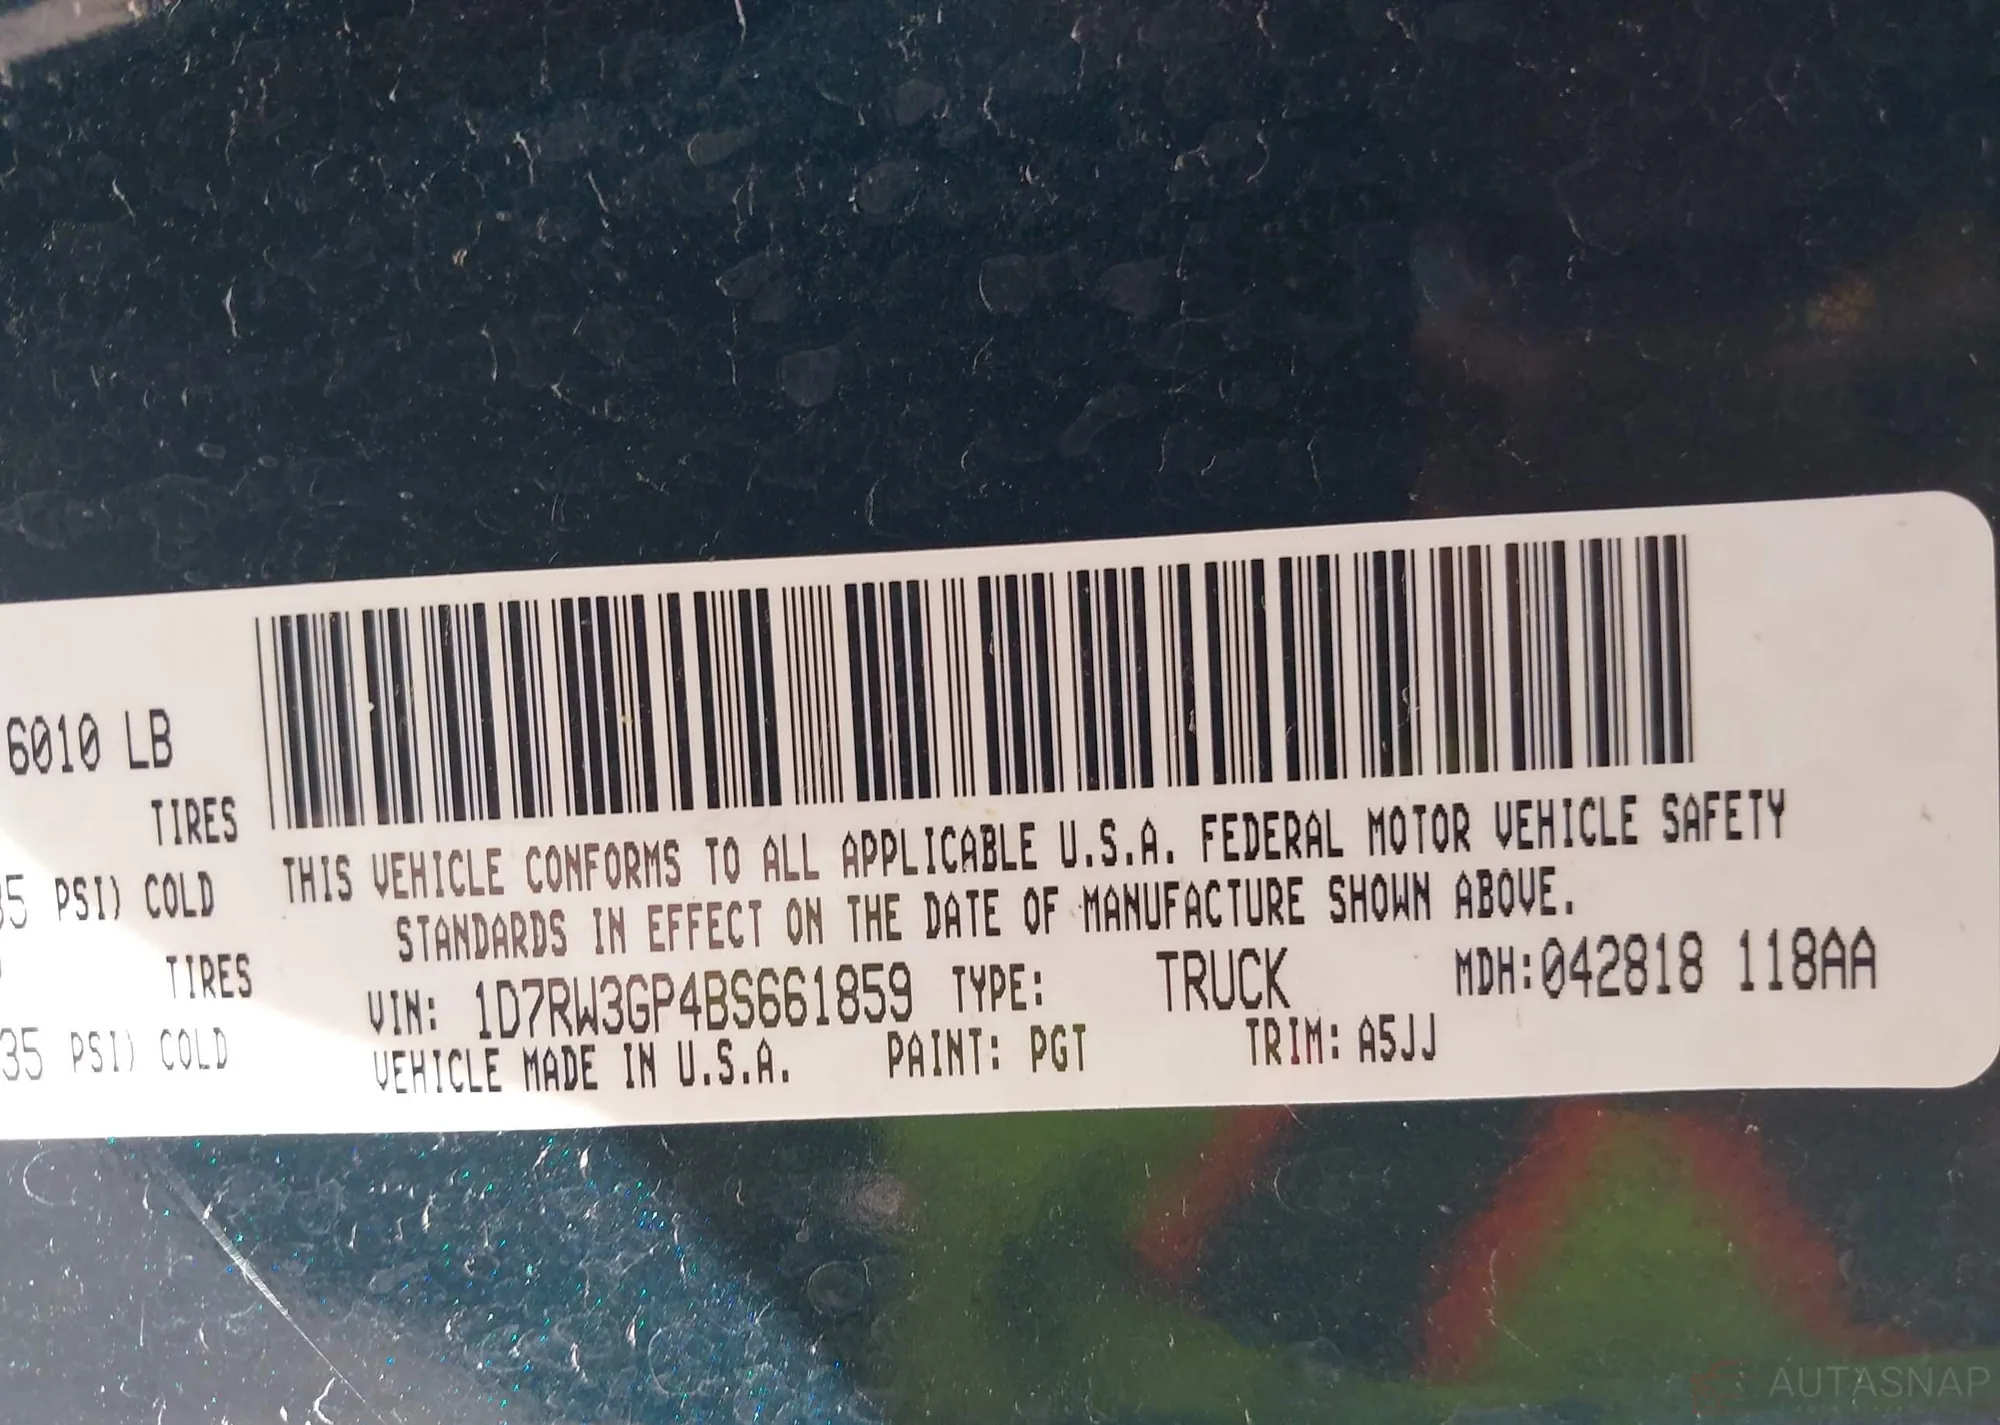 6010 LB
TIRES
35 PSI) COLD
TIRES
35 PSI) COLD
THIS VEHICLE CONFORMS TO ALL APPLICABLE U.S.A. FEDERAL MOTOR VEHICLE SAFETY
STANDARDS IN EFFECT ON THE DATE OF MANUFACTURE SHOWN ABOVE.
VIN: 1D7RW3GP4BS661859 TYPE: TRUCK MDH:042818 118AA
VEHICLE MADE IN U.S.A. PAINT: PGT TRIM: A5JJ
AUTASNAP